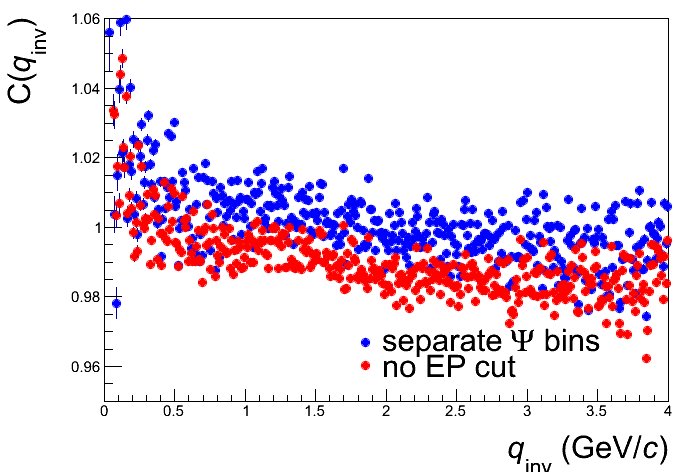 C(q_inv)
1.06
1.04
1.02
1
0.98
0.96
separate Ψ bins
no EP cut
0 0.5 1 1.5 2 2.5 3 3.5 4
q_inv (GeV/c)